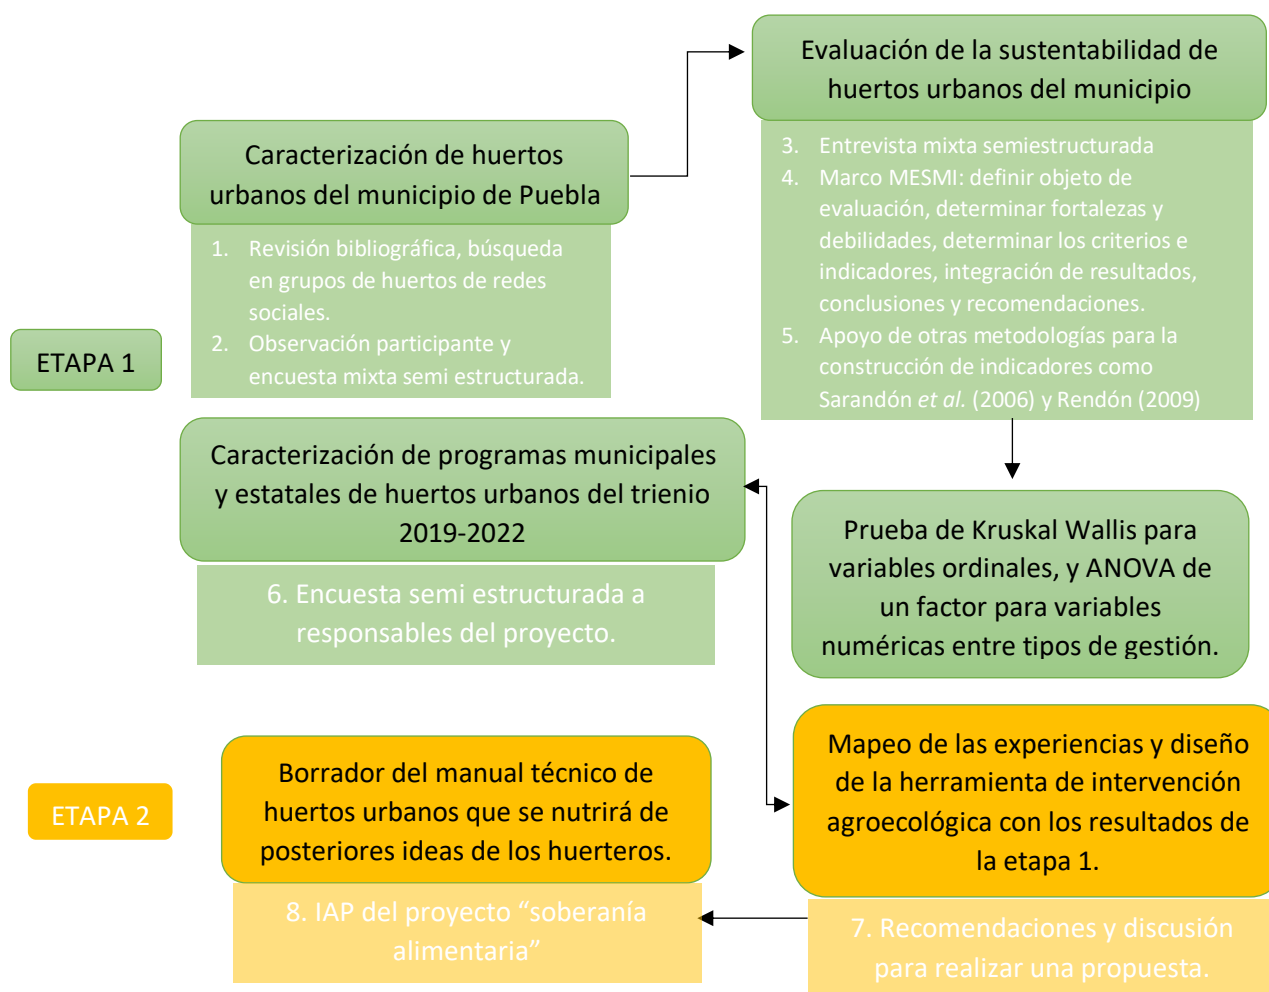 ETAPA 1
Caracterización de huertos
urbanos del municipio de Puebla
1. Revisión bibliográfica, búsqueda
en grupos de huertos de redes
sociales.
2. Observación participante y
encuesta mixta semi estructurada.
Evaluación de la sustentabilidad de
huertos urbanos del municipio
3. Entrevista mixta semiestructurada
4. Marco MESMI: definir objeto de
evaluación, determinar fortalezas y
debilidades, determinar los criterios e
indicadores, integración de resultados,
conclusiones y recomendaciones.
5. Apoyo de otras metodologías para la
construcción de indicadores como
Sarandón et al. (2006) y Rendón (2009)
Prueba de Kruskal Wallis para
variables ordinales, y ANOVA de
un factor para variables
numéricas entre tipos de gestión.
Caracterización de programas municipales
y estatales de huertos urbanos del trienio
2019-2022
6. Encuesta semi estructurada a
responsables del proyecto.
ETAPA 2
Mapeo de las experiencias y diseño
de la herramienta de intervención
agroecológica con los resultados de
la etapa 1.
7. Recomendaciones y discusión
para realizar una propuesta.
Borrador del manual técnico de
huertos urbanos que se nutrirá de
posteriores ideas de los huerteros.
8. IAP del proyecto “soberanía
alimentaria”